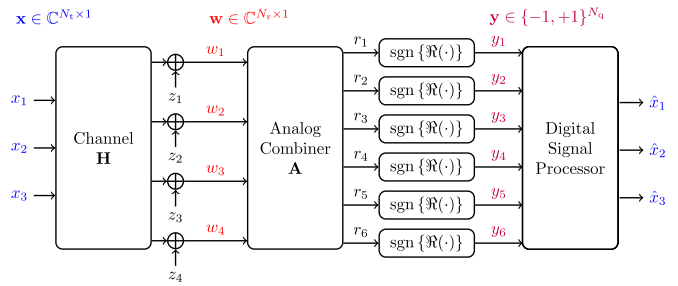 𝐱 ∈ ℂ^{N_t×1}
𝐰 ∈ ℂ^{N_r×1}
𝐲 ∈ {−1, +1}^{N_q}
x_1
x_2
x_3
Channel
𝐇
z_1
z_2
z_3
z_4
w_1
w_2
w_3
w_4
Analog
Combiner
𝐀
r_1
r_2
r_3
r_4
r_5
r_6
sgn {ℜ(·)}
sgn {ℜ(·)}
sgn {ℜ(·)}
sgn {ℜ(·)}
sgn {ℜ(·)}
sgn {ℜ(·)}
y_1
y_2
y_3
y_4
y_5
y_6
Digital
Signal
Processor
x̂_1
x̂_2
x̂_3